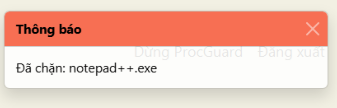 Thông báo
Dừng ProcGuard Đăng xuất
Đã chặn: notepad++.exe